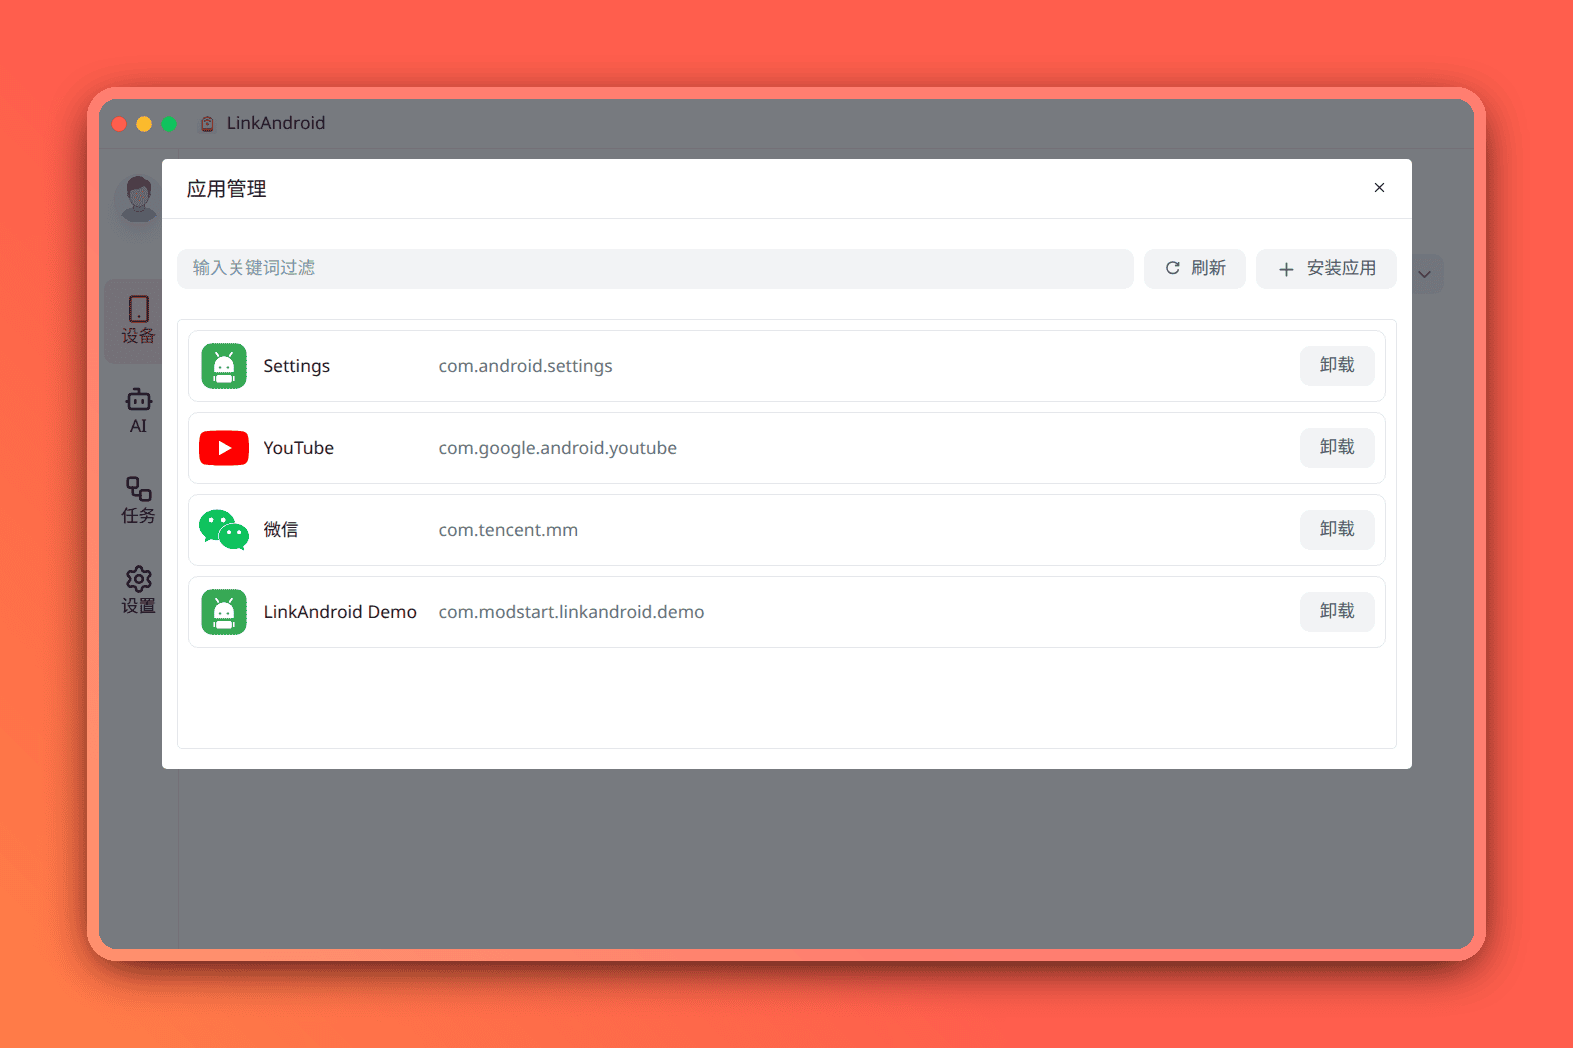 LinkAndroid
应用管理
输入关键词过滤
刷新
安装应用
设备
AI
任务
设置
Settings com.android.settings 卸载
YouTube com.google.android.youtube 卸载
微信 com.tencent.mm 卸载
LinkAndroid Demo com.modstart.linkandroid.demo 卸载